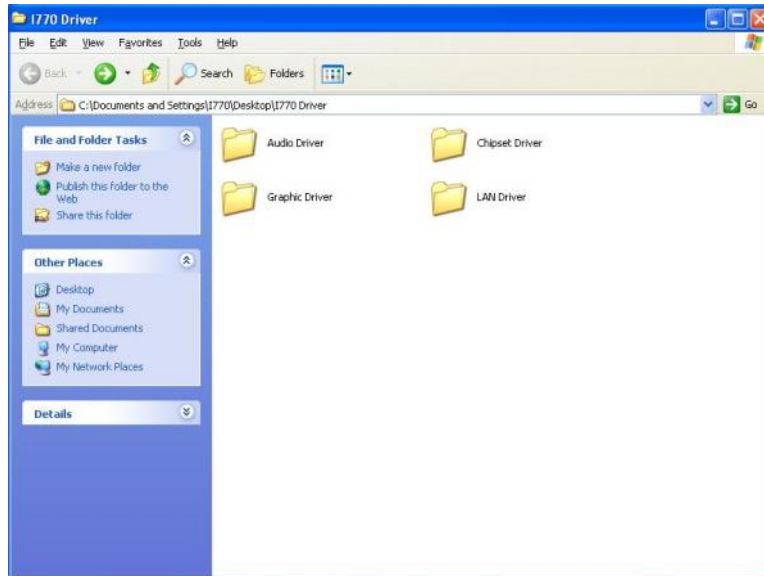 I770 Driver
File Edit View Favorites Tools Help
Back Search Folders
Address C:\Documents and Settings\I770\Desktop\I770 Driver Go
File and Folder Tasks
Make a new folder
Publish this folder to the
Web
Share this folder
Other Places
Desktop
My Documents
Shared Documents
My Computer
My Network Places
Details
Audio Driver Chipset Driver
Graphic Driver LAN Driver